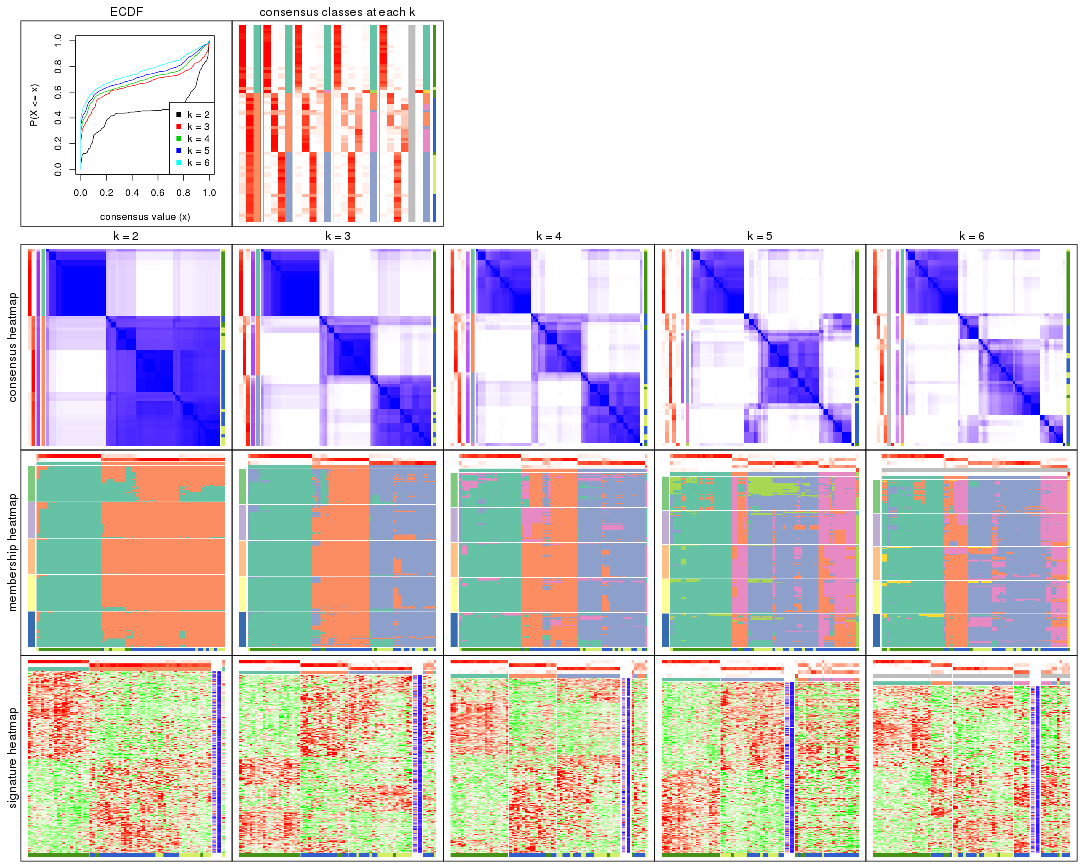 ECDF
consensus classes at each k
P(X <= x)
0.0 0.2 0.4 0.6 0.8 1.0
k = 2
k = 3
k = 4
k = 5
k = 6
0.0 0.2 0.4 0.6 0.8 1.0
consensus value (x)
k = 2 k = 3 k = 4 k = 5 k = 6
consensus heatmap
membership heatmap
signature heatmap